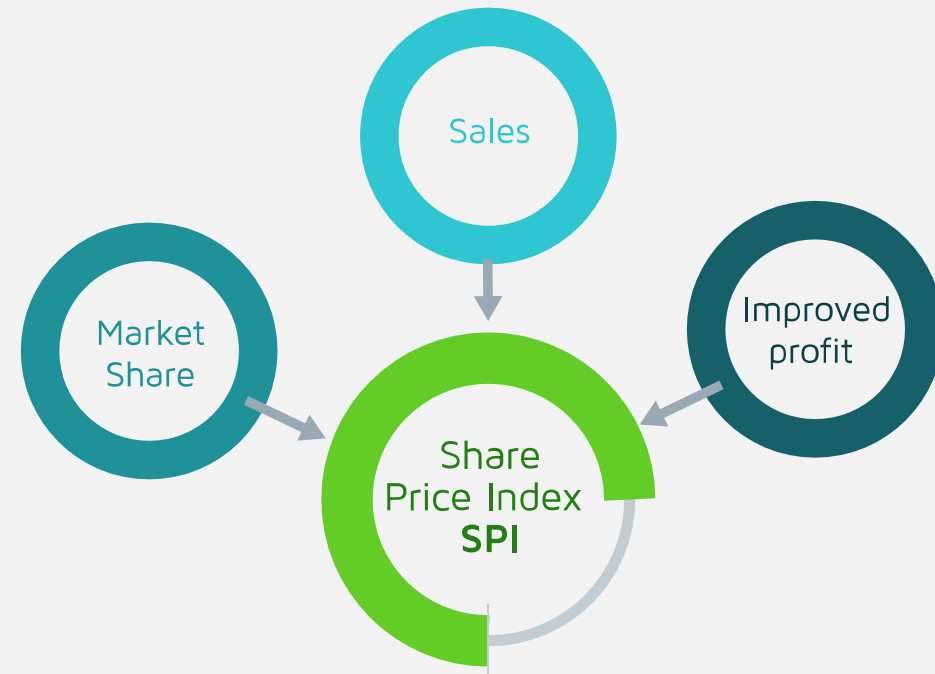 Sales
Market
Share
Improved
profit
Share
Price Index
SPI